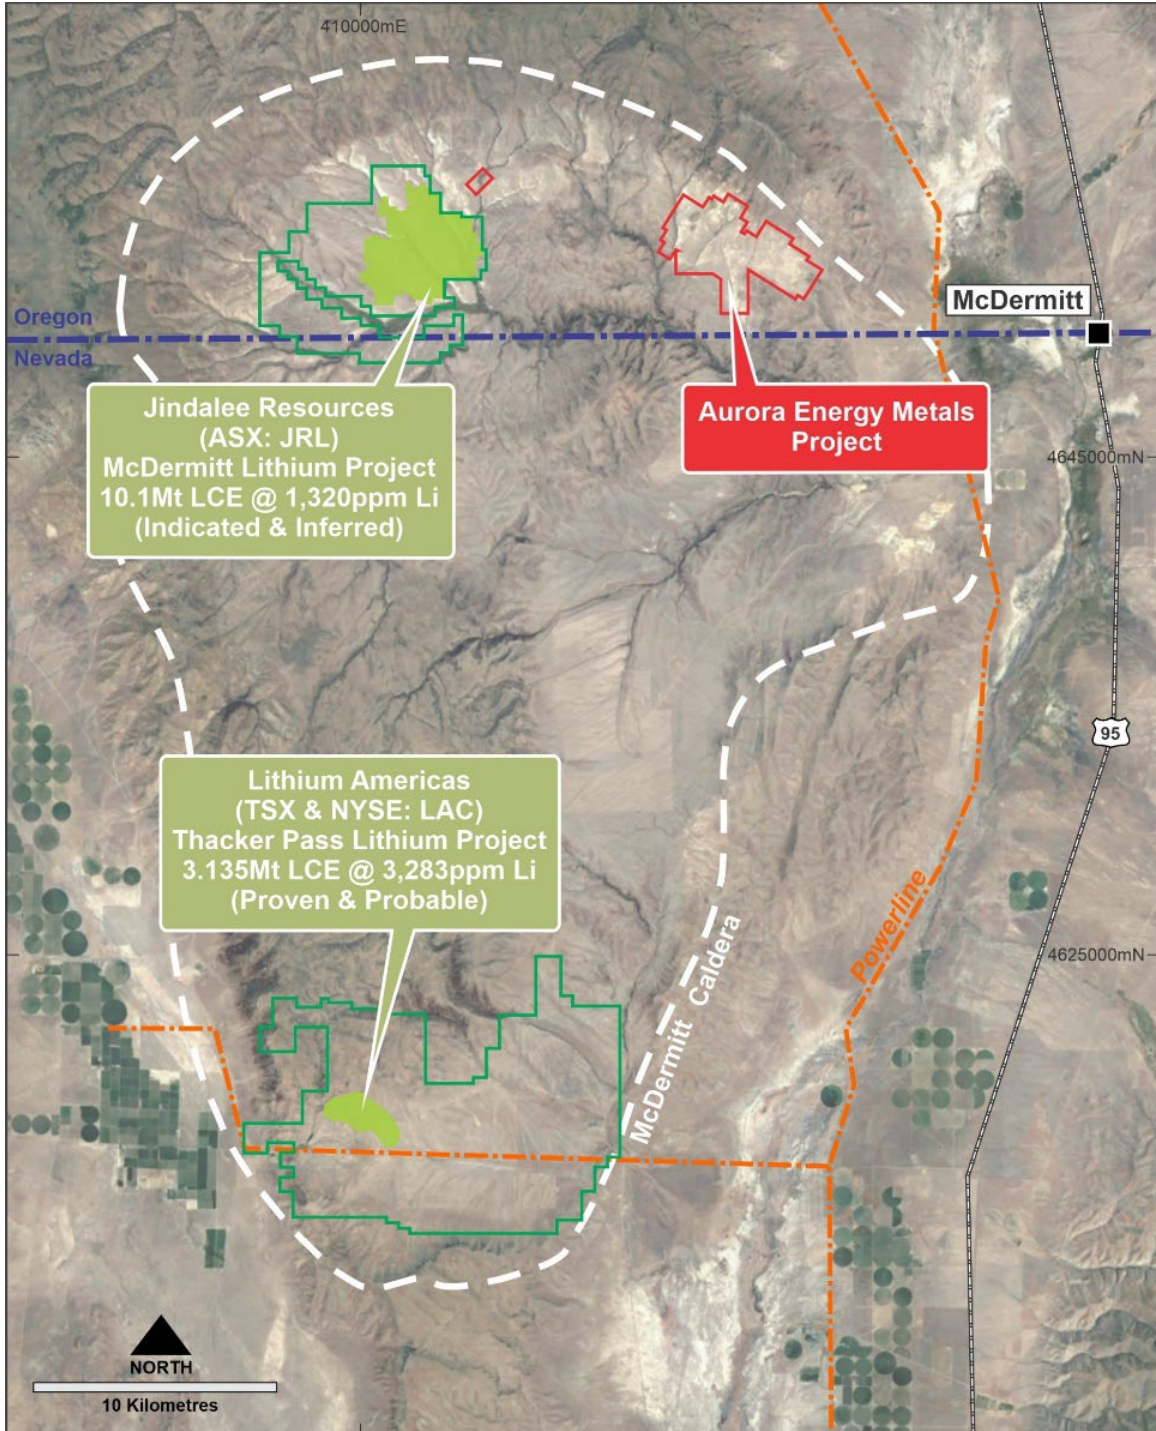 410000mE
Oregon
Nevada
McDermitt
Jindalee Resources
(ASX: JRL)
McDermitt Lithium Project
10.1Mt LCE @ 1,320ppm Li
(Indicated & Inferred)
Aurora Energy Metals
Project
4645000mN
95
Lithium Americas
(TSX & NYSE: LAC)
Thacker Pass Lithium Project
3.135Mt LCE @ 3,283ppm Li
(Proven & Probable)
Powerline
McDermitt Caldera
4625000mN
NORTH
10 Kilometres